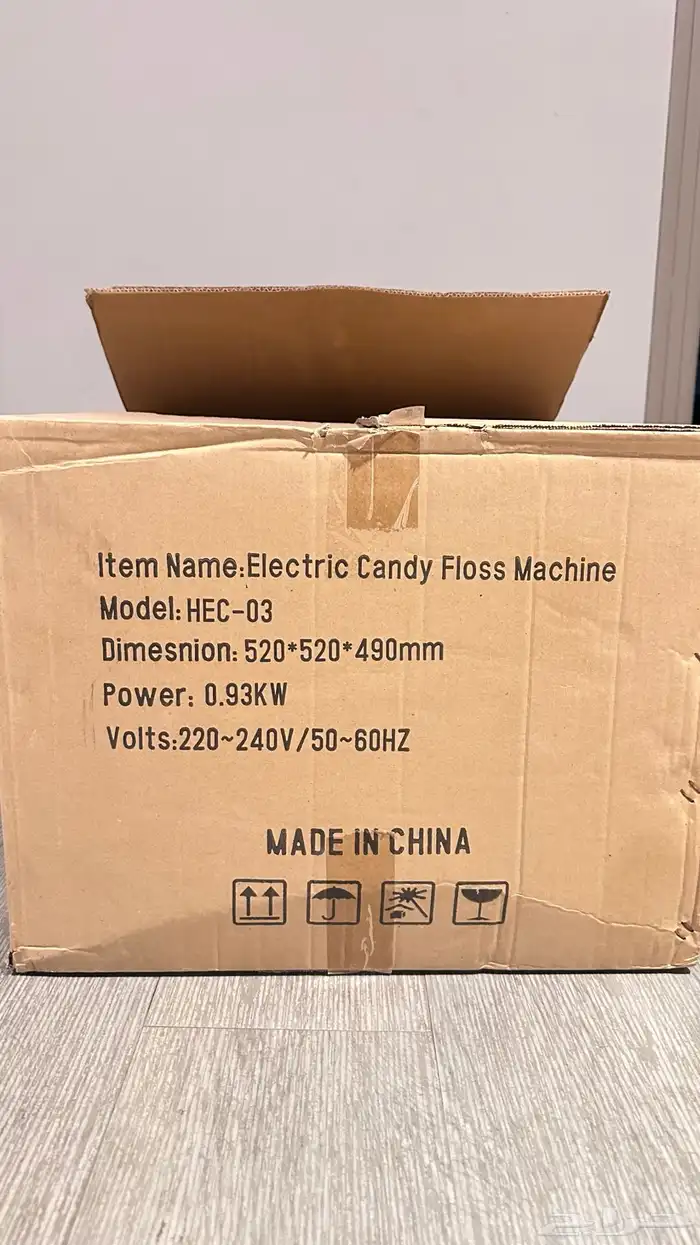 Item Name:Electric Candy Floss Machine
Model: HEC-03
Dimesnion: 520*520*490mm
Power: 0.93KW
Volts:220~240V/50~60HZ
MADE IN CHINA
حراج